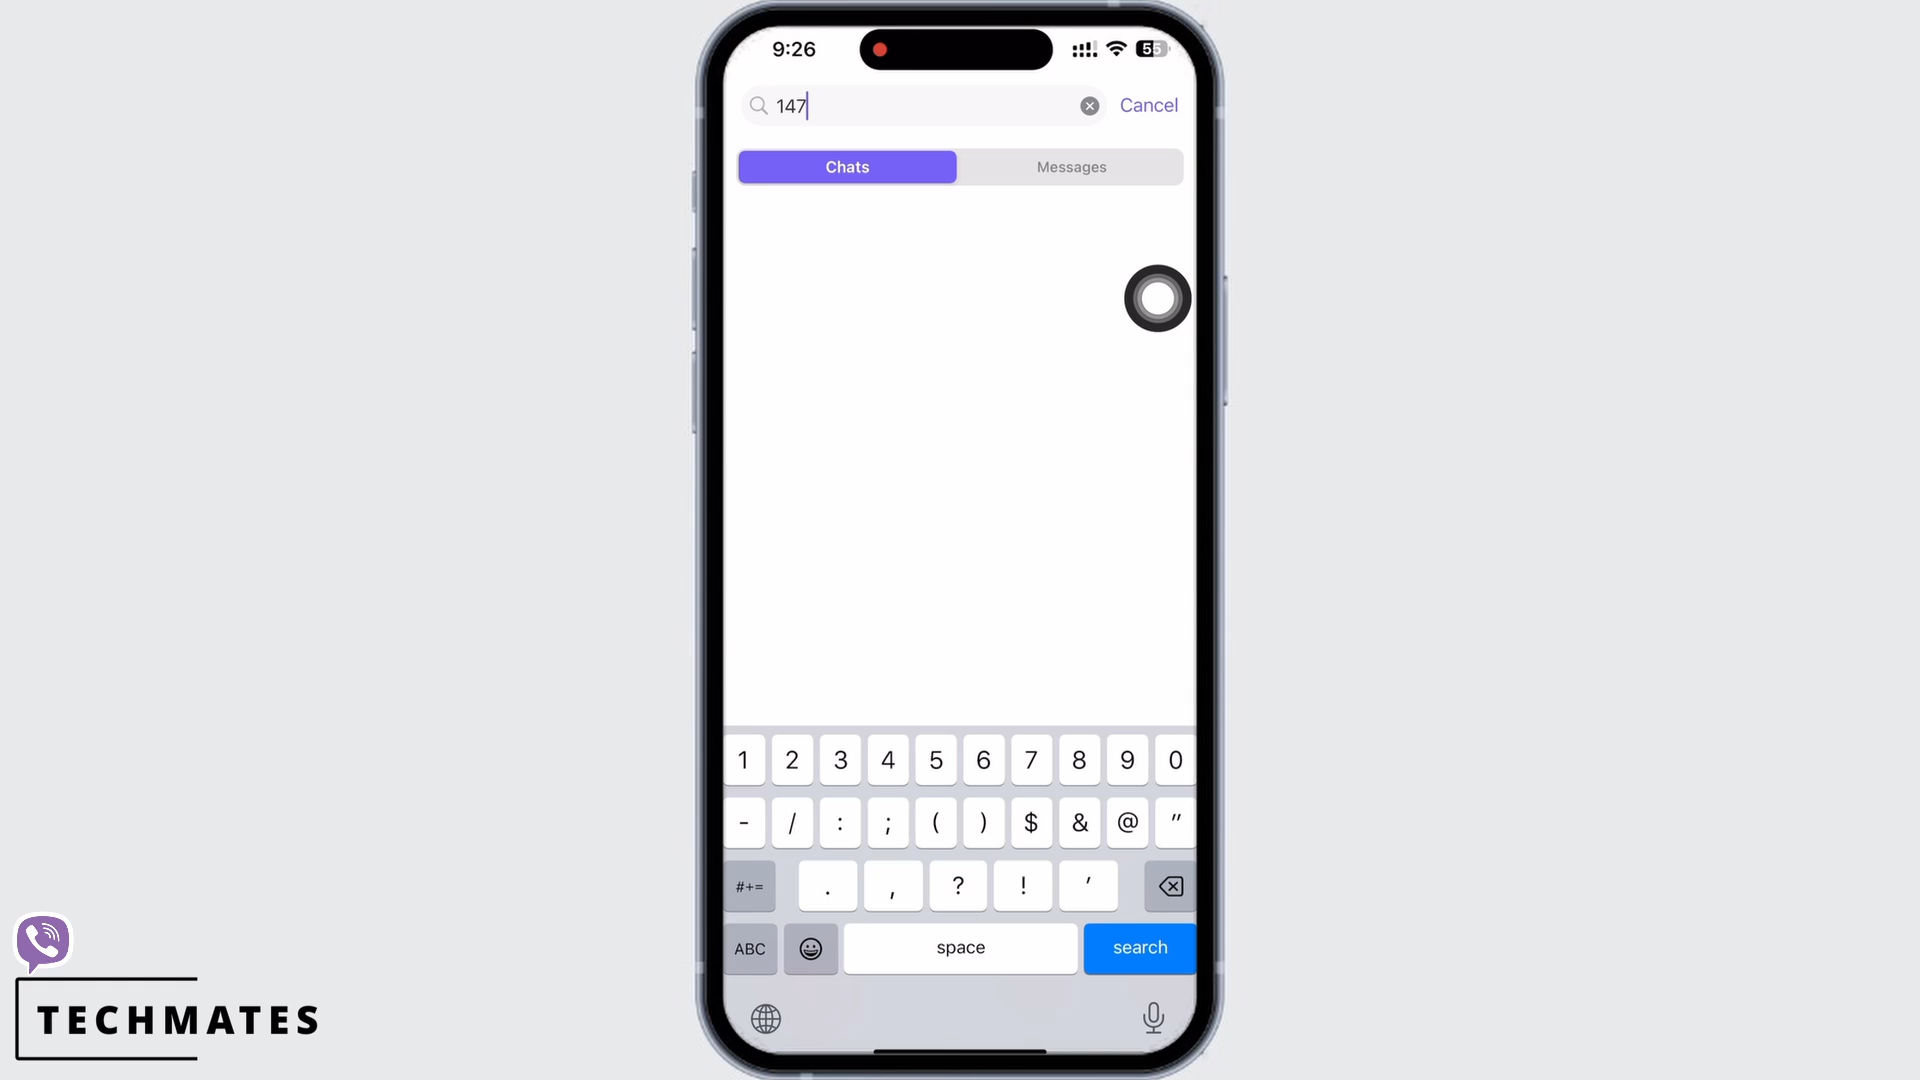 9:26
55
147
Cancel
Chats
Messages
1 2 3 4 5 6 7 8 9 0
- / : ; ( ) $ & @ "
#+= . , ? ! '
ABC space search
TECHMATES